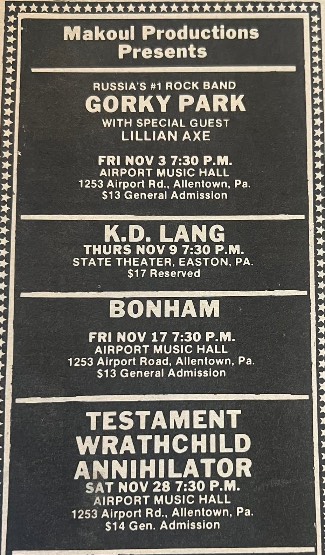 Makoul Productions
Presents
RUSSIA'S #1 ROCK BAND
GORKY PARK
WITH SPECIAL GUEST
LILLIAN AXE
FRI NOV 3 7:30 P.M.
AIRPORT MUSIC HALL
1253 Airport Rd., Allentown, Pa.
$13 General Admission
K.D. LANG
THURS NOV 9 7:30 P.M.
STATE THEATER, EASTON, PA.
$17 Reserved
BONHAM
FRI NOV 17 7:30 P.M.
AIRPORT MUSIC HALL
1253 Airport Road, Allentown, Pa.
$13 General Admission
TESTAMENT
WRATHCHILD
ANNIHILATOR
SAT NOV 28 7:30 P.M.
AIRPORT MUSIC HALL
1253 Airport Rd., Allentown, Pa.
$14 Gen. Admission